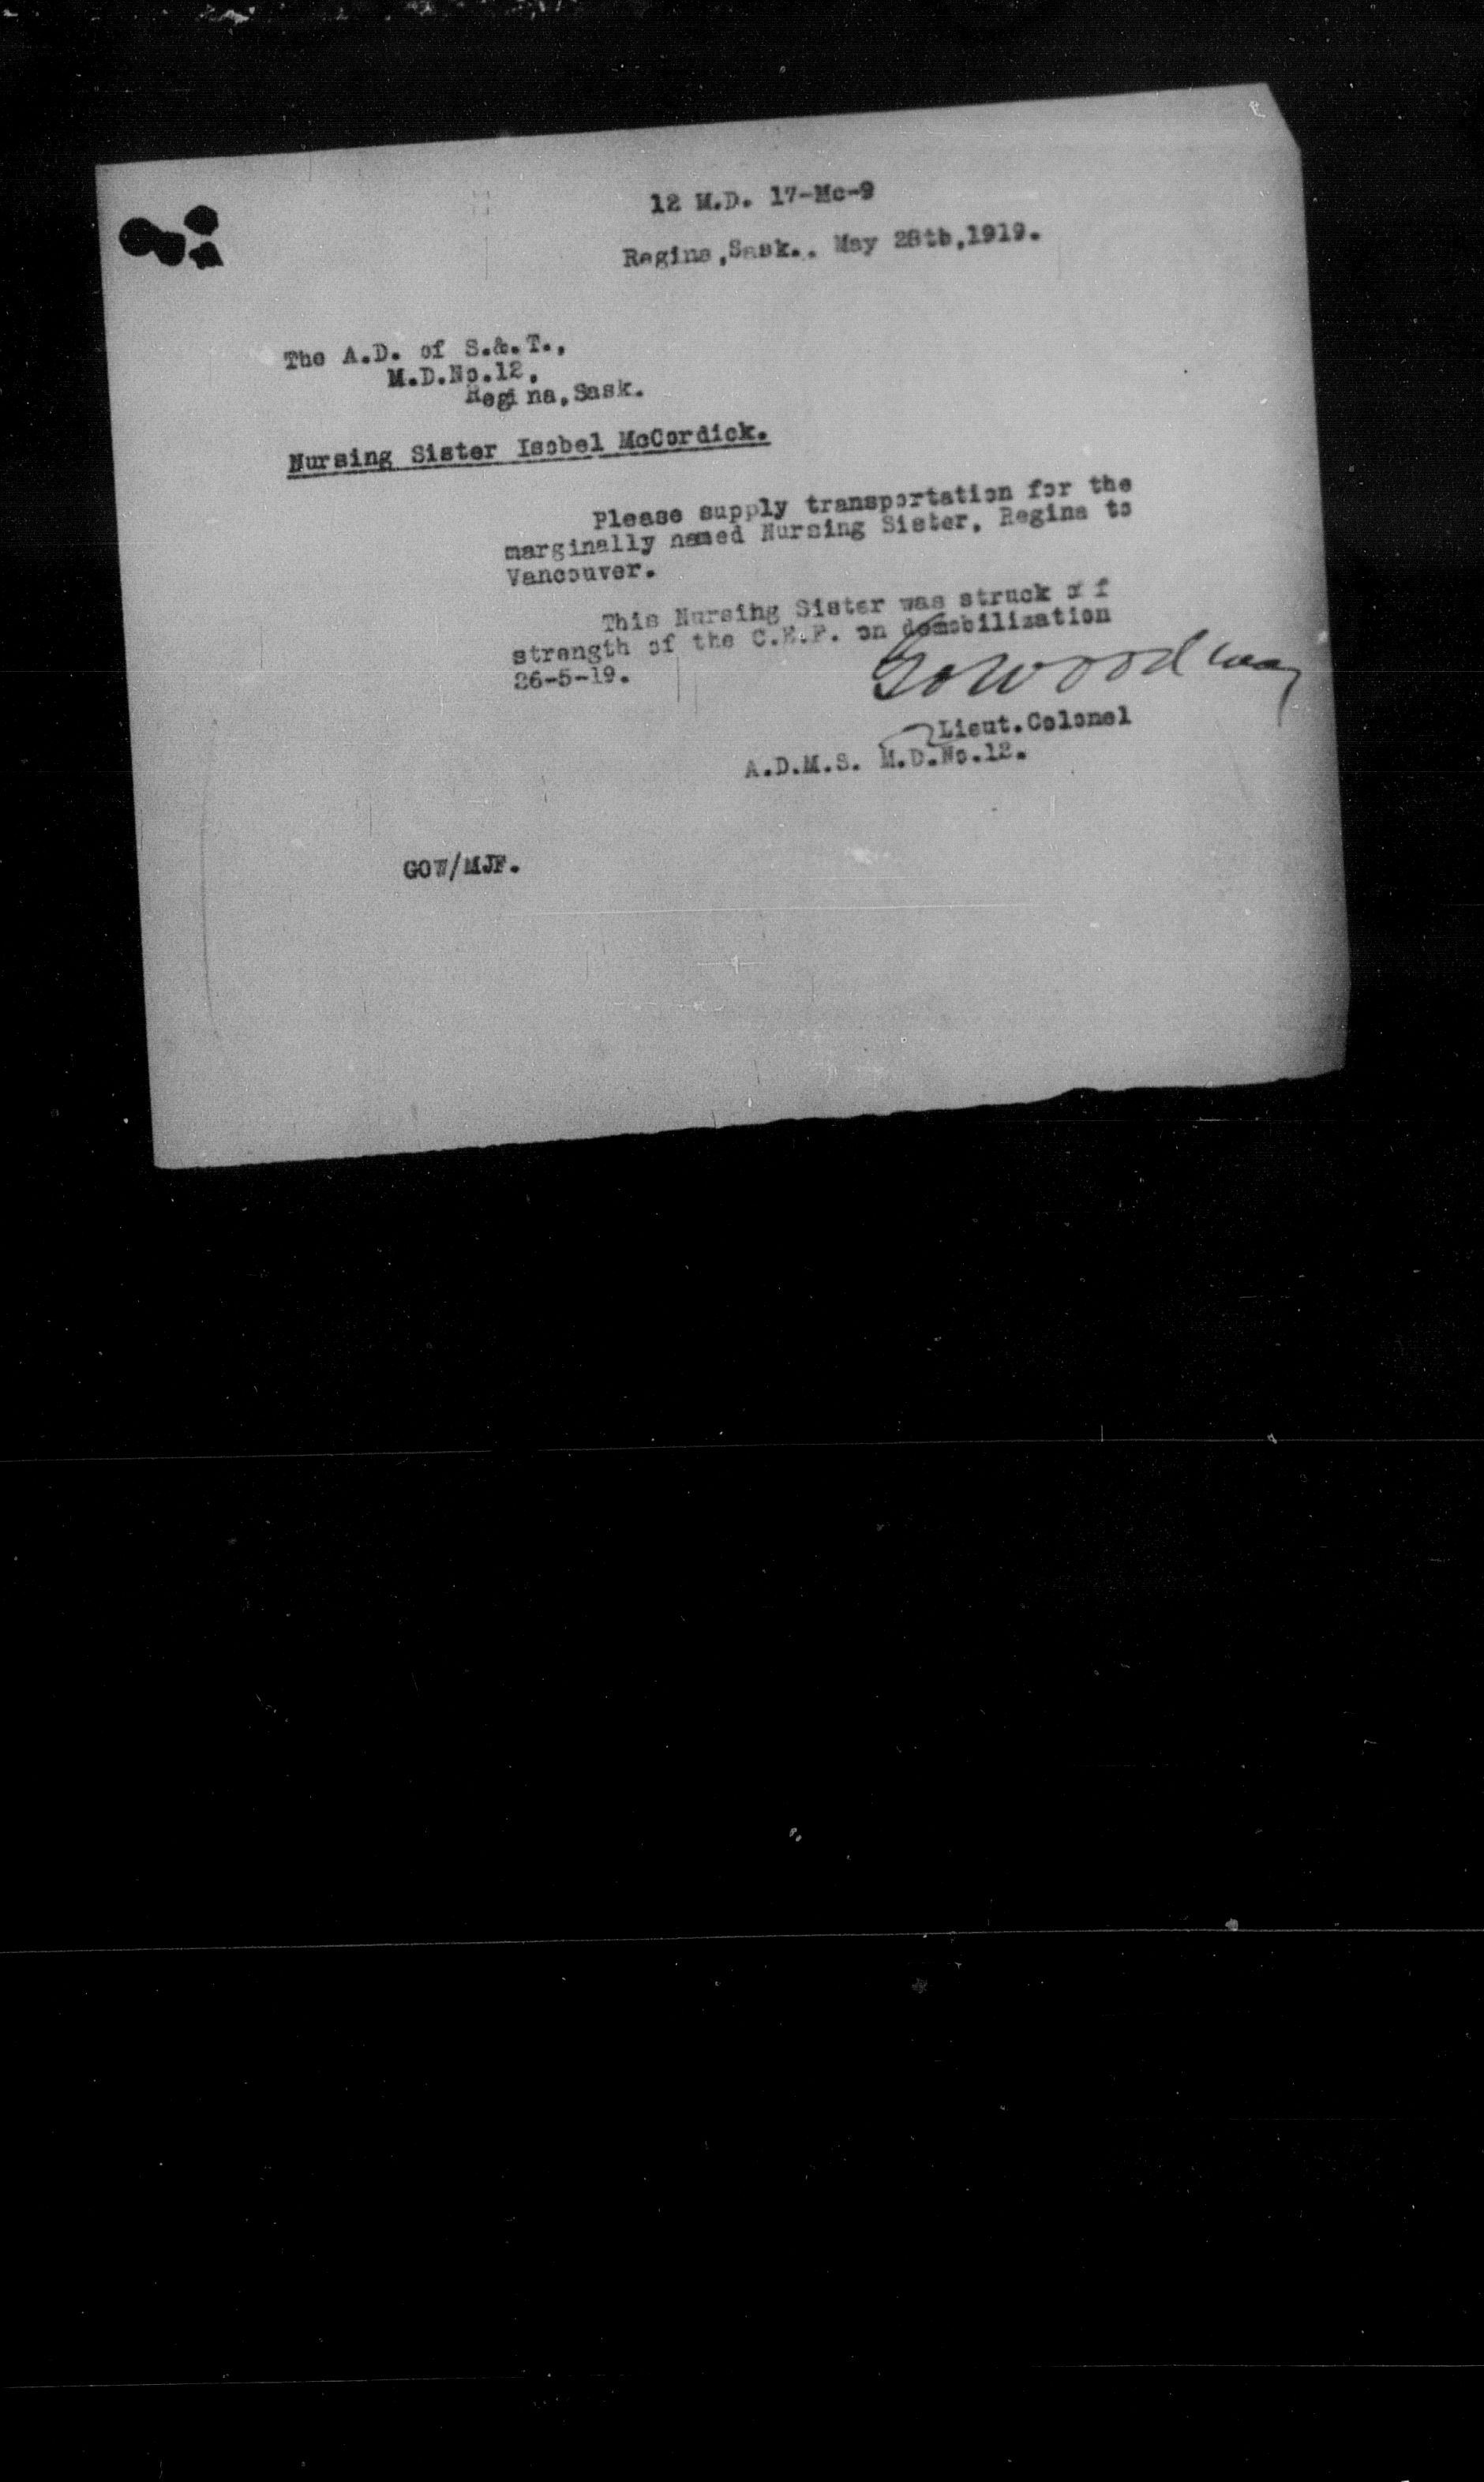 12 M.D. 17-Mc-9
Regina,Sask.. May 28th,1919.
The A.D. of S.&.T.,
M.D.No.12.
Regina,Sask.
Nursing Sister Isobel McCordick.
Please supply transportation for the
marginally named Nursing Sister, Regina to
Vancouver.
This Nursihg Sister was struck of f
strength of the C.E.F. on demobilization
26-5-19.
Lieut.Colonel
A.D.M.S. M.D.No.12.
GOW/MJF.